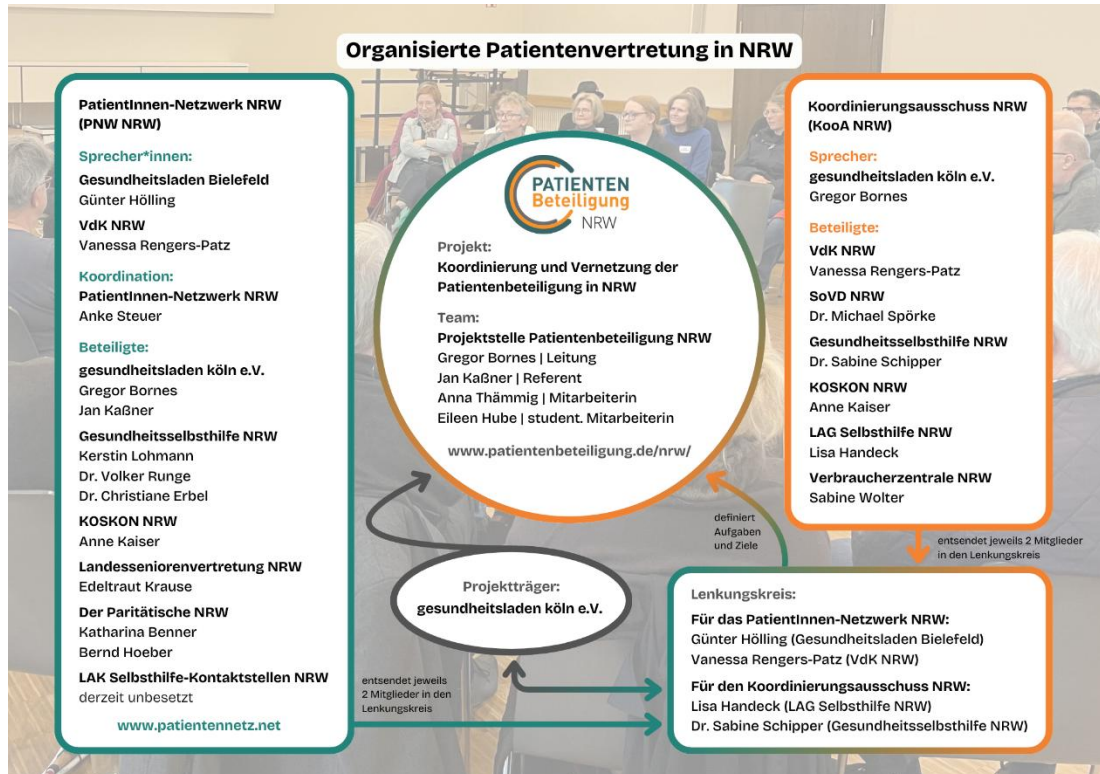 Organisierte Patientenvertretung in NRW
PatientInnen-Netzwerk NRW
(PNW NRW)
Sprecher*innen:
Gesundheitsladen Bielefeld
Günter Hölling
VdK NRW
Vanessa Rengers-Patz
Koordination:
PatientInnen-Netzwerk NRW
Anke Steuer
Beteiligte:
gesundheitsladen köln e.V.
Gregor Bornes
Jan Kaßner
Gesundheitsselbsthilfe NRW
Kerstin Lohmann
Dr. Volker Runge
Dr. Christiane Erbel
KOSKON NRW
Anne Kaiser
Landesseniorenvertretung NRW
Edeltraut Krause
Der Paritätische NRW
Katharina Benner
Bernd Hoeber
LAK Selbsthilfe-Kontaktstellen NRW
derzeit unbesetzt
www.patientennetz.net
PATIENTEN
Beteiligung
NRW
Projekt:
Koordinierung und Vernetzung der
Patientenbeteiligung in NRW
Team:
Projektstelle Patientenbeteiligung NRW
Gregor Bornes | Leitung
Jan Kaßner | Referent
Anna Thämmig | Mitarbeiterin
Eileen Hube | student. Mitarbeiterin
www.patientenbeteiligung.de/nrw/
Koordinierungsausschuss NRW
(KooA NRW)
Sprecher:
gesundheitsladen köln e.V.
Gregor Bornes
Beteiligte:
VdK NRW
Vanessa Rengers-Patz
SoVD NRW
Dr. Michael Spörke
Gesundheitsselbsthilfe NRW
Dr. Sabine Schipper
KOSKON NRW
Anne Kaiser
LAG Selbsthilfe NRW
Lisa Handeck
Verbraucherzentrale NRW
Sabine Wolter
definiert
Aufgaben
und Ziele
entsendet jeweils 2 Mitglieder
in den Lenkungskreis
Projektträger:
gesundheitsladen köln e.V.
entsendet jeweils
2 Mitglieder in den
Lenkungskreis
Lenkungskreis:
Für das PatientInnen-Netzwerk NRW:
Günter Hölling (Gesundheitsladen Bielefeld)
Vanessa Rengers-Patz (VdK NRW)
Für den Koordinierungsausschuss NRW:
Lisa Handeck (LAG Selbsthilfe NRW)
Dr. Sabine Schipper (Gesundheitsselbsthilfe NRW)